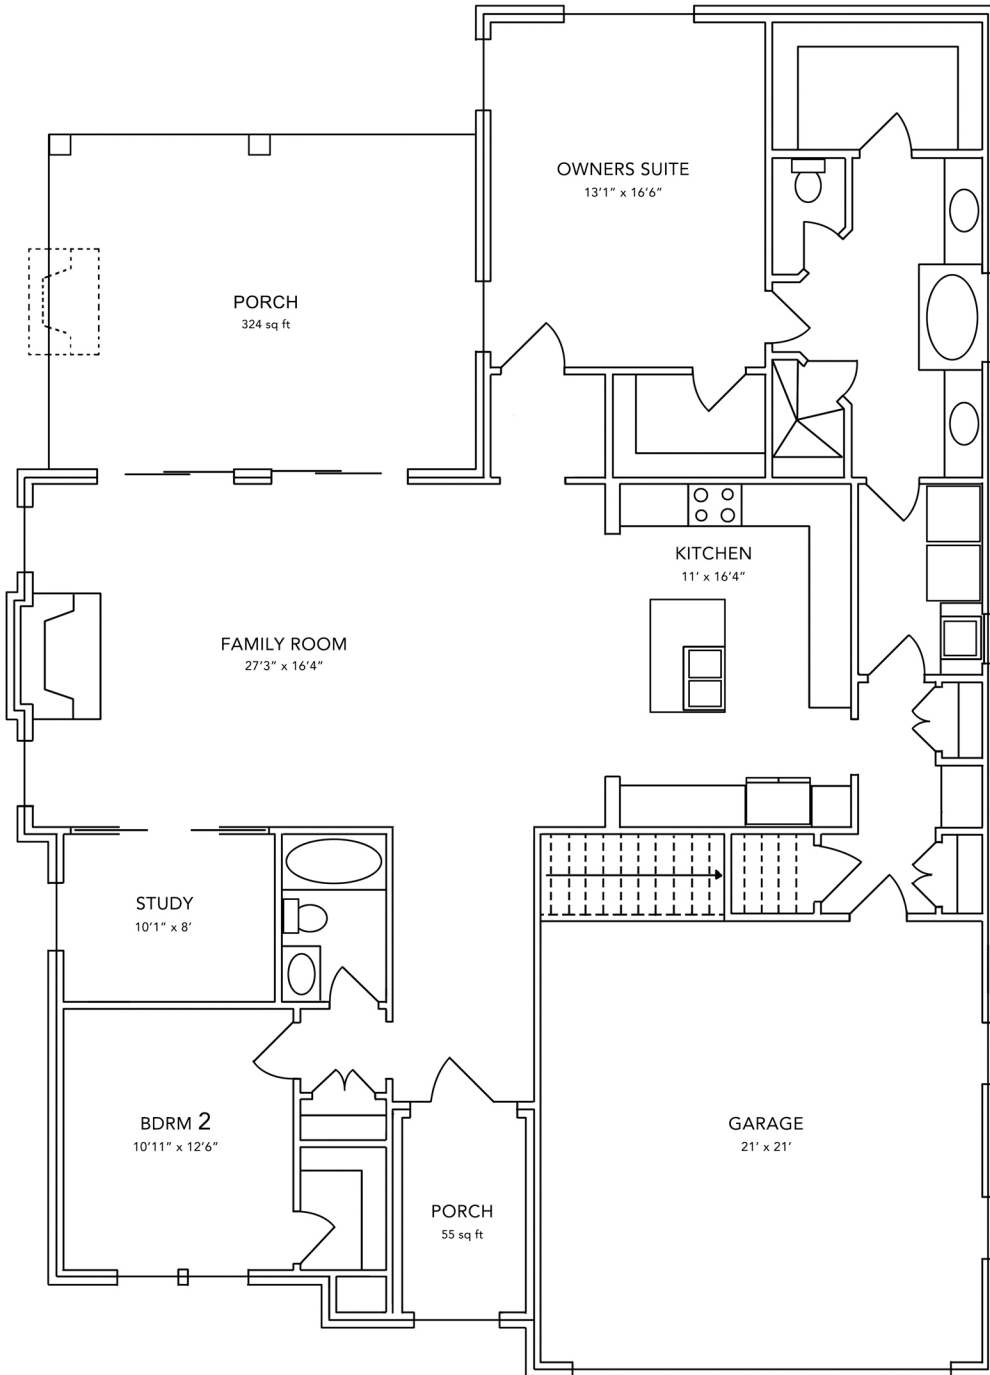 OWNERS SUITE
13'1" x 16'6"
PORCH
324 sq ft
KITCHEN
11' x 16'4"
FAMILY ROOM
27'3" x 16'4"
STUDY
10'1" x 8'
BDRM 2
10'11" x 12'6"
GARAGE
21' x 21'
PORCH
55 sq ft